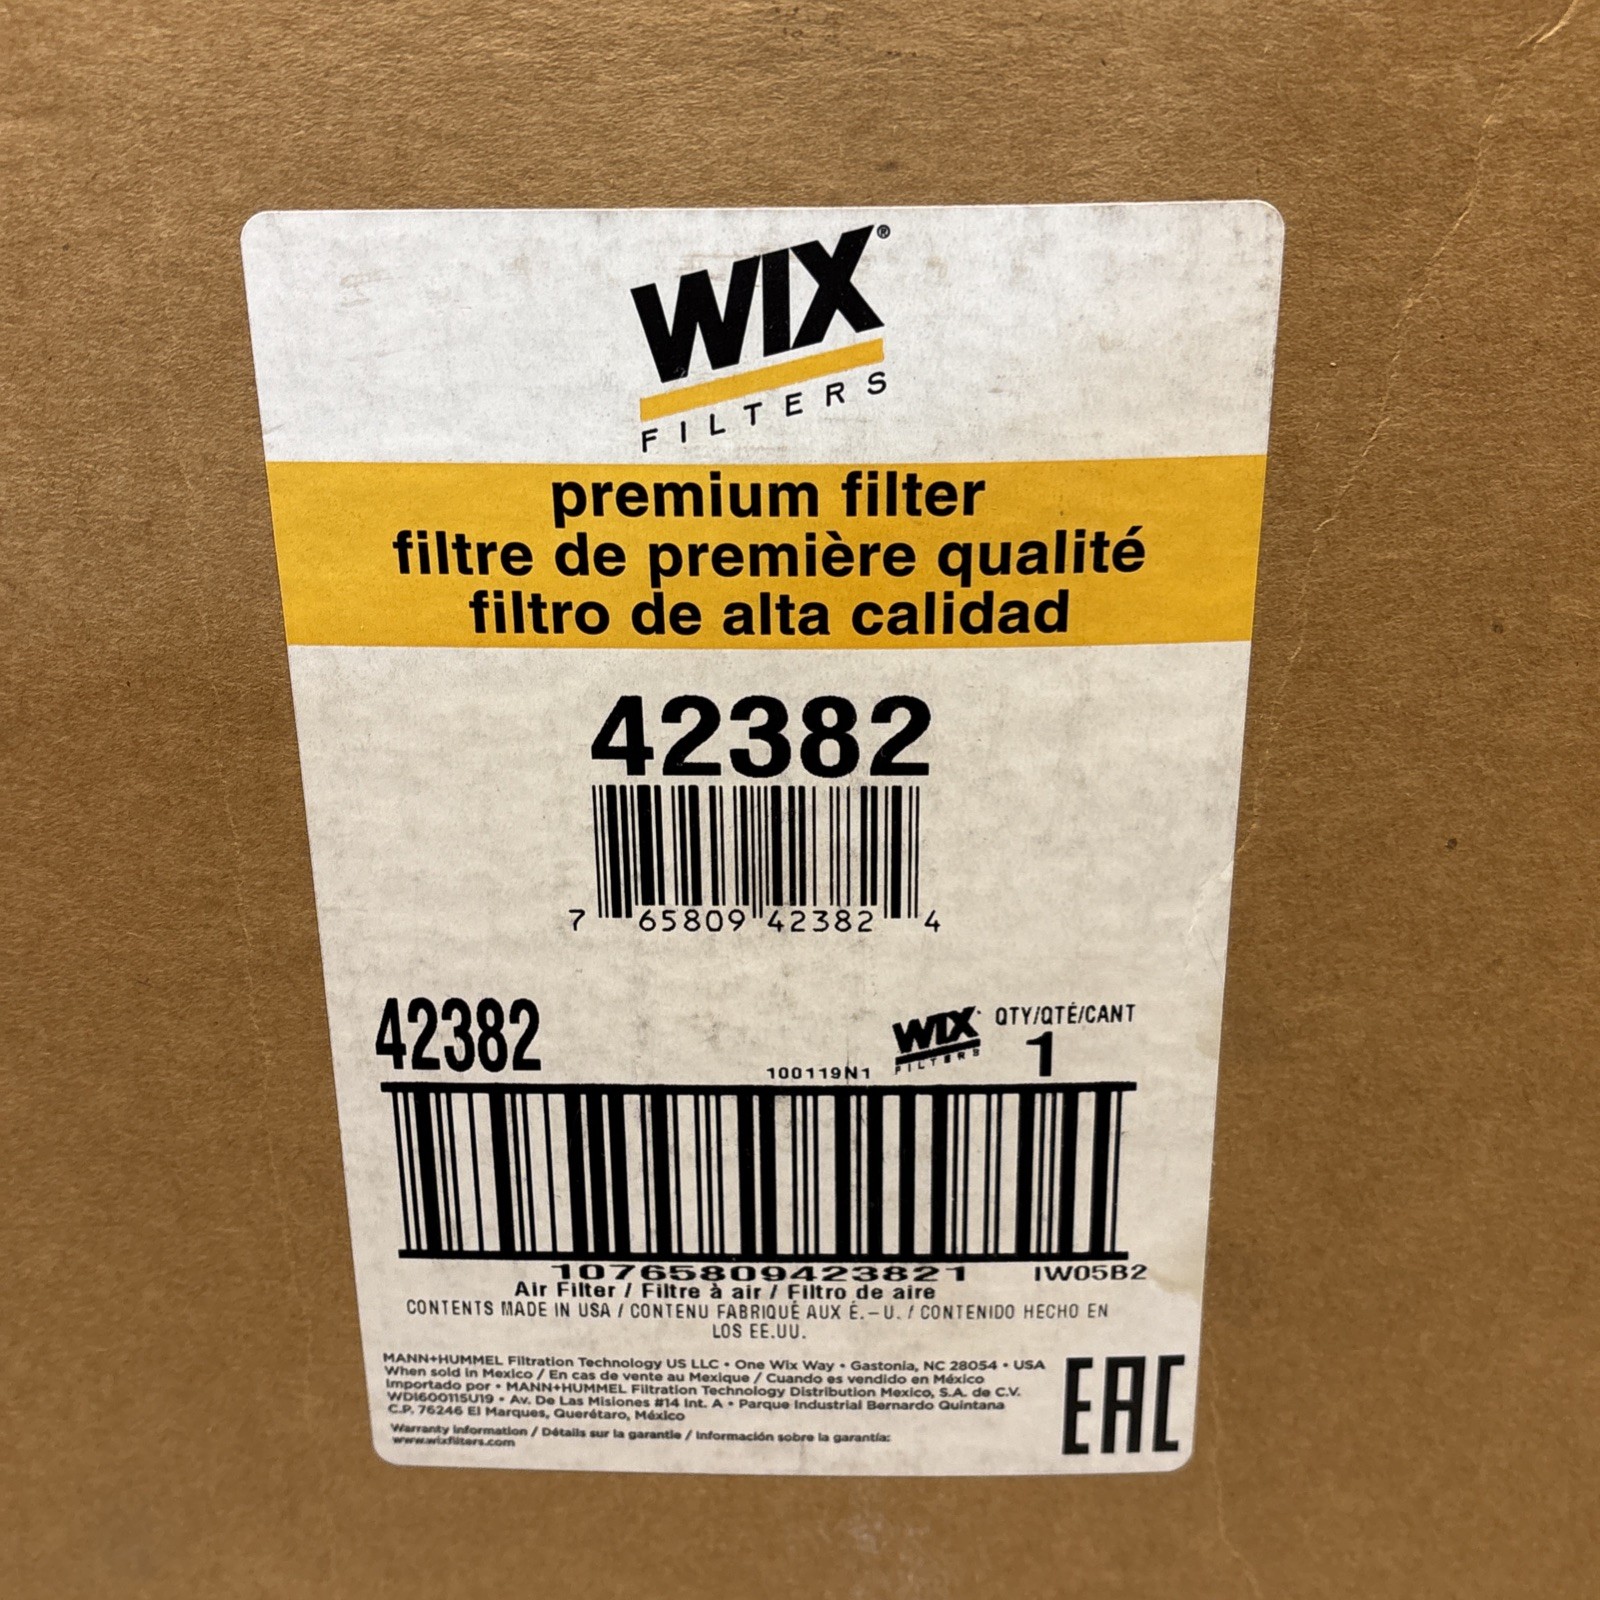 WIX®
FILTERS
premium filter
filtre de première qualité
filtro de alta calidad
42382
7 65809 42382 4
42382
100119N1
WIX
FILTERS
QTY/QTÉ/CANT
1
10765809423821
IW05B2
Air Filter / Filtre à air / Filtro de aire
CONTENTS MADE IN USA / CONTENU FABRIQUÉ AUX É.-U. / CONTENIDO HECHO EN
LOS EE.UU.
MANN+HUMMEL Filtration Technology US LLC • One Wix Way • Gastonia, NC 28054 • USA
When sold in Mexico / En cas de vente au Mexique / Cuando es vendido en México
Importado por • MANN+HUMMEL Filtration Technology Distribution Mexico, S.A. de C.V.
WDI600115U19 • Av. De Las Misiones #14 Int. A • Parque Industrial Bernardo Quintana
C.P. 76246 El Marques, Querétaro, México
Warranty Information / Détails sur la garantie / Información sobre la garantía:
www.wixfilters.com
EAC